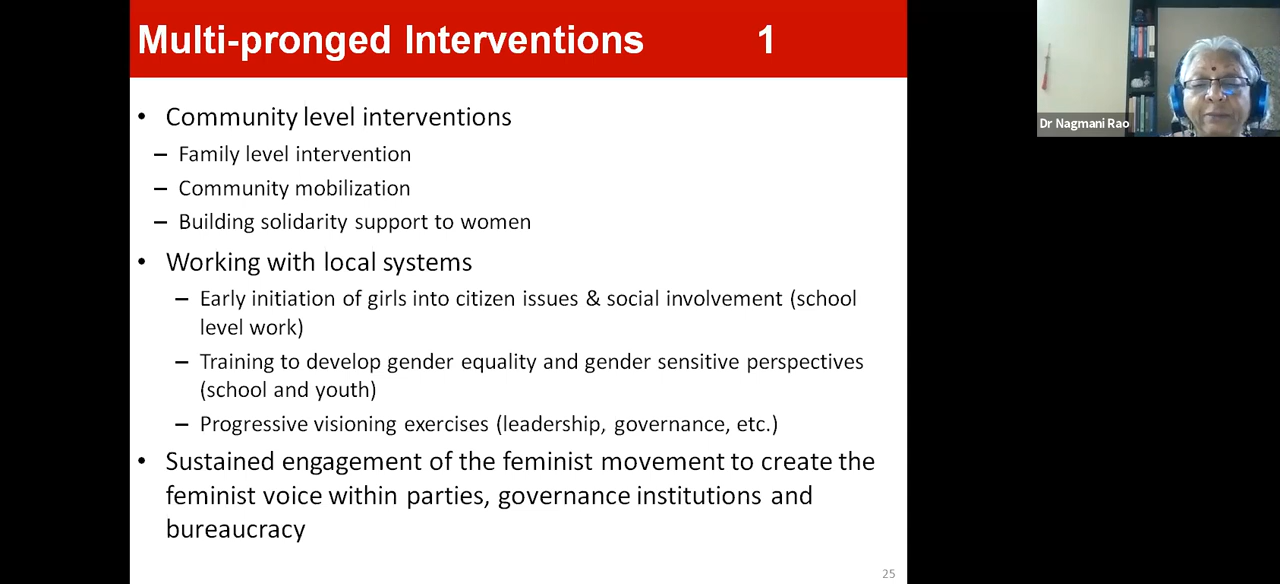 Multi-pronged Interventions 1
• Community level interventions
– Family level intervention
– Community mobilization
– Building solidarity support to women
• Working with local systems
– Early initiation of girls into citizen issues & social involvement (school
level work)
– Training to develop gender equality and gender sensitive perspectives
(school and youth)
– Progressive visioning exercises (leadership, governance, etc.)
• Sustained engagement of the feminist movement to create the
feminist voice within parties, governance institutions and
bureaucracy
25
Dr Nagmani Rao